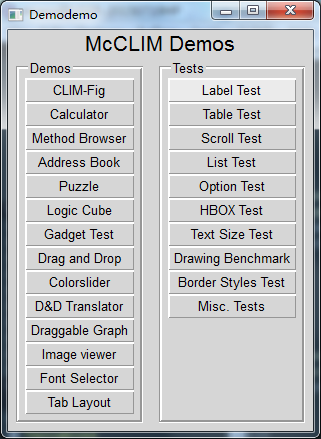 Demodemo
McCLIM Demos
Demos
CLIM-Fig
Calculator
Method Browser
Address Book
Puzzle
Logic Cube
Gadget Test
Drag and Drop
Colorslider
D&D Translator
Draggable Graph
Image viewer
Font Selector
Tab Layout
Tests
Label Test
Table Test
Scroll Test
List Test
Option Test
HBOX Test
Text Size Test
Drawing Benchmark
Border Styles Test
Misc. Tests